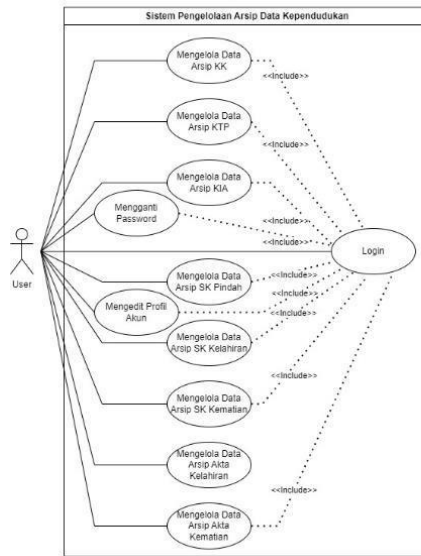 Sistem Pengelolaan Arsip Data Kependudukan
Mengelola Data
Arsip KK
<<Include>>
Mengelola Data
Arsip KTP
<<Include>>
Mengelola Data
Arsip KIA
Mengganti
Password
<<Include>>
<<Include>>
Login
User
Mengelola Data
Arsip SK Pindah
<<Include>>
Mengedit Profil
Akun
<<Include>>
Mengelola Data
Arsip SK Kelahiran
<<Include>>
Mengelola Data
Arsip SK Kematian
<<Include>>
Mengelola Data
Arsip Akta
Kelahiran
<<Include>>
Mengelola Data
Arsip Akta
Kematian